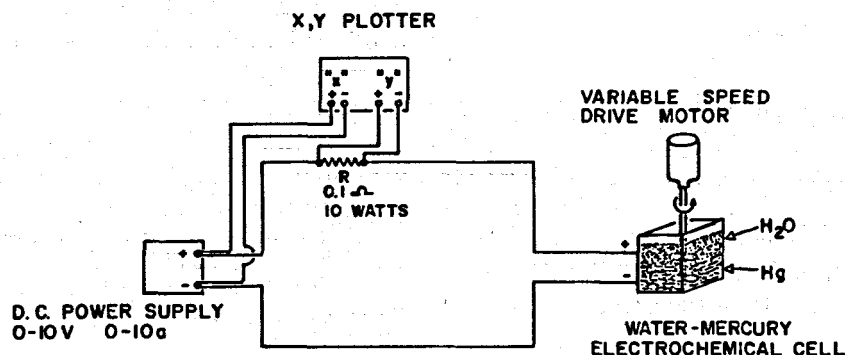 X,Y PLOTTER
"X" "Y"
+ - + -
VARIABLE SPEED
DRIVE MOTOR
R
0.1 Ω
10 WATTS
H₂O
Hg
+
-
+
-
D.C. POWER SUPPLY
0-10V 0-10a
WATER-MERCURY
ELECTROCHEMICAL CELL